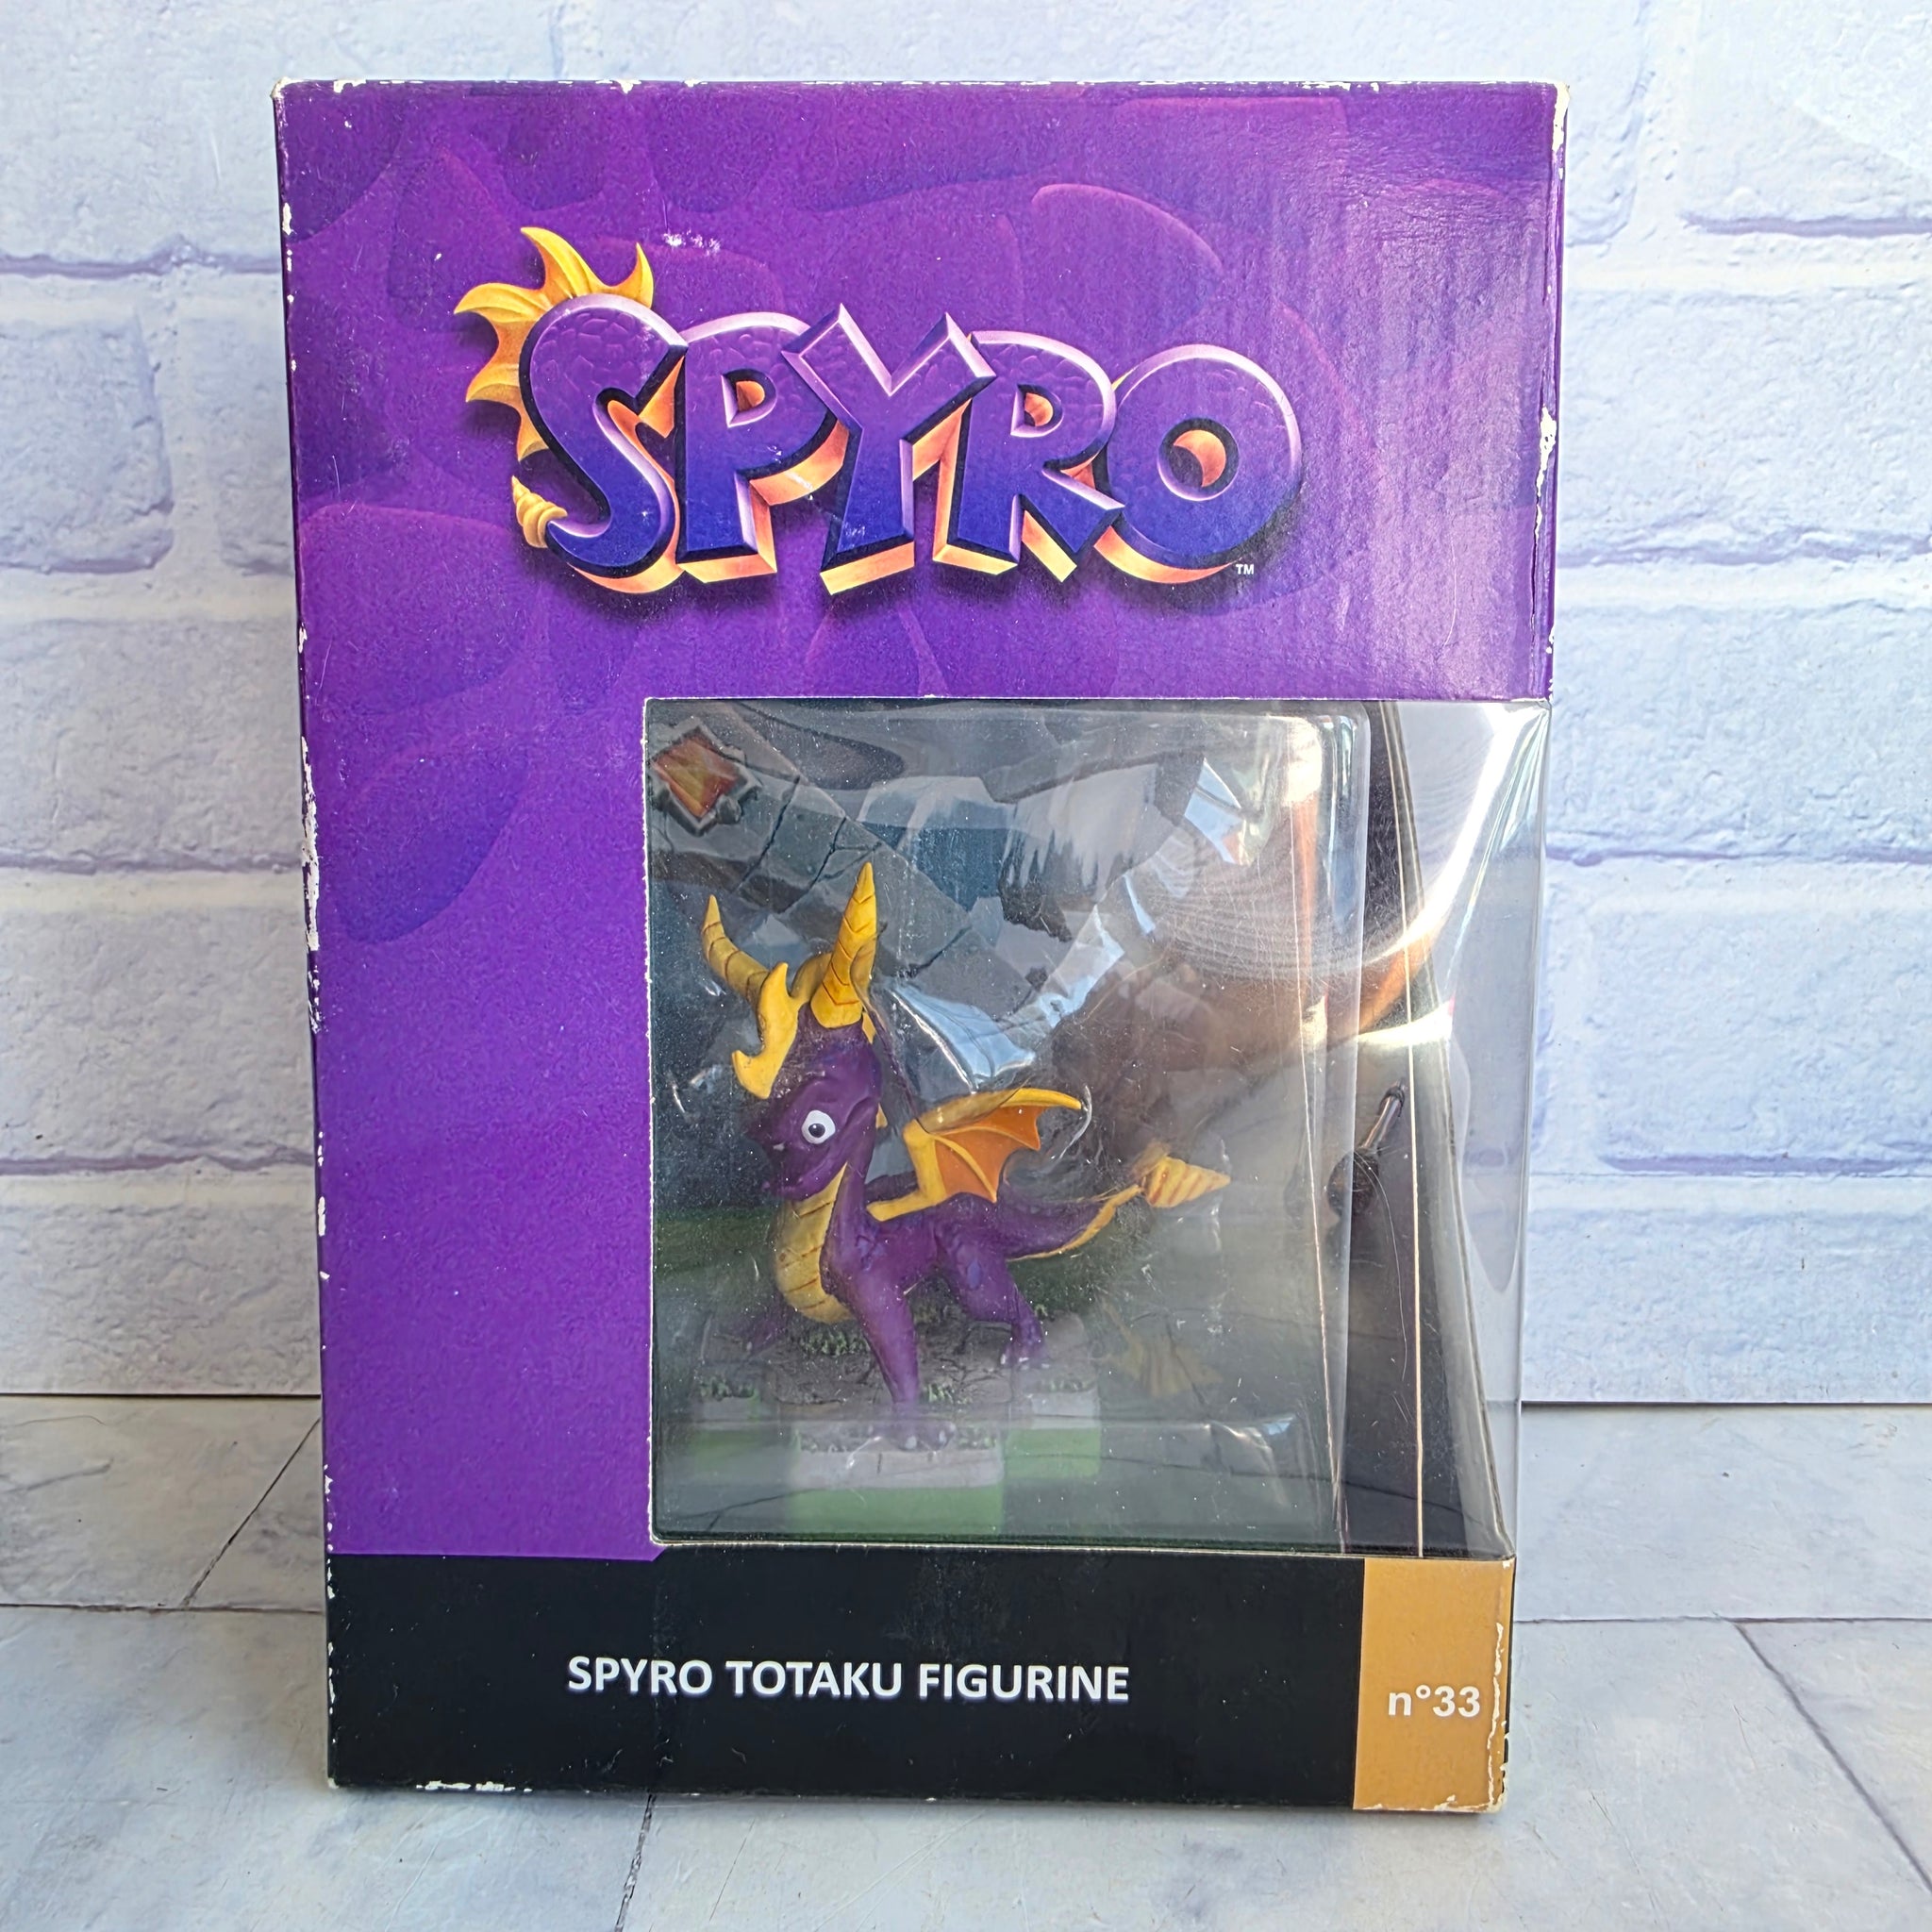 SPYRO
TM
SPYRO TOTAKU FIGURINE
n°33